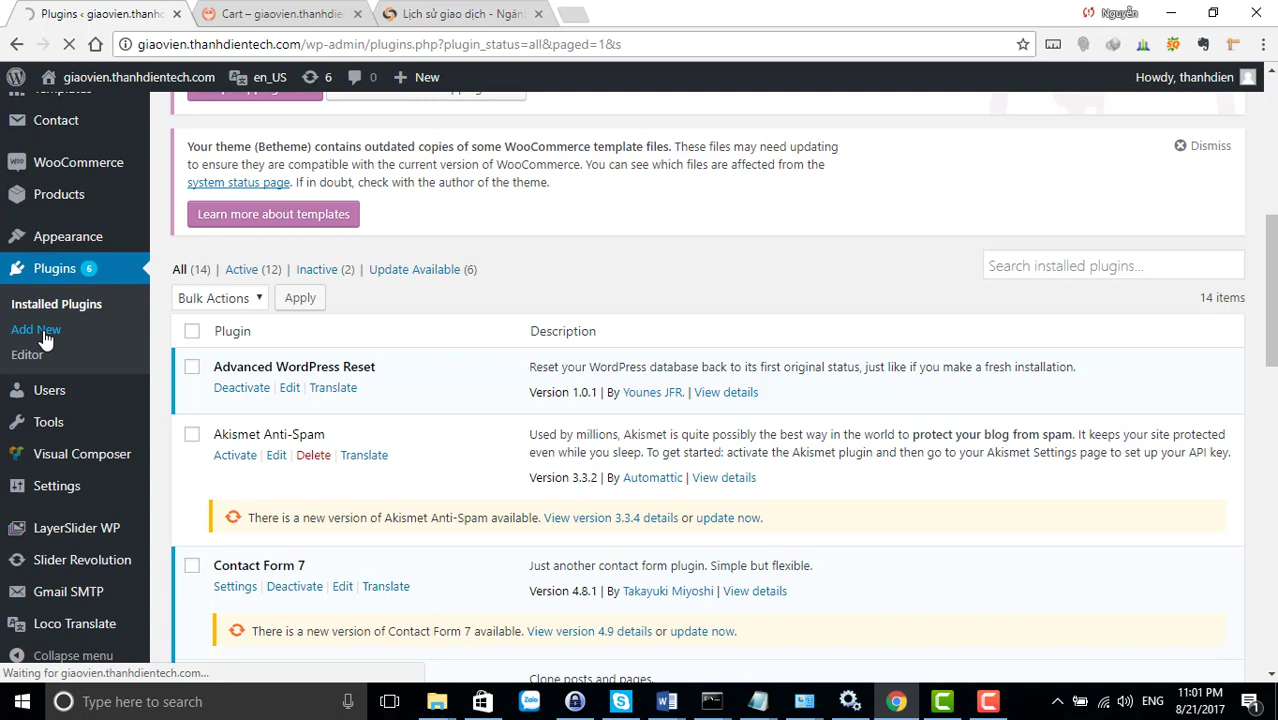 Plugins ‹ giaovien.thanhd
Cart – giaovien.thanhdien
Lịch sử giao dịch - Ngân
Nguyễn
giaovien.thanhdientech.com/wp-admin/plugins.php?plugin_status=all&paged=1&s
giaovien.thanhdientech.com
en_US
6
0
New
Howdy, thanhdien
Templates
Contact
WooCommerce
Products
Appearance
Plugins 6
Installed Plugins
Add New
Editor
Users
Tools
Visual Composer
Settings
LayerSlider WP
Slider Revolution
Gmail SMTP
Loco Translate
Collapse menu
Your theme (Betheme) contains outdated copies of some WooCommerce template files. These files may need updating
to ensure they are compatible with the current version of WooCommerce. You can see which files are affected from the
system status page. If in doubt, check with the author of the theme.
Dismiss
Learn more about templates
All (14) | Active (12) | Inactive (2) | Update Available (6)
Search installed plugins...
Bulk Actions
Apply
14 items
Plugin
Description
Advanced WordPress Reset
Deactivate | Edit | Translate
Reset your WordPress database back to its first original status, just like if you make a fresh installation.
Version 1.0.1 | By Younes JFR. | View details
Akismet Anti-Spam
Activate | Edit | Delete | Translate
Used by millions, Akismet is quite possibly the best way in the world to protect your blog from spam. It keeps your site protected
even while you sleep. To get started: activate the Akismet plugin and then go to your Akismet Settings page to set up your API key.
Version 3.3.2 | By Automattic | View details
There is a new version of Akismet Anti-Spam available. View version 3.3.4 details or update now.
Contact Form 7
Settings | Deactivate | Edit | Translate
Just another contact form plugin. Simple but flexible.
Version 4.8.1 | By Takayuki Miyoshi | View details
There is a new version of Contact Form 7 available. View version 4.9 details or update now.
Clone posts and pages.
Waiting for giaovien.thanhdientech.com...
Type here to search
Zalo
ENG
11:01 PM
8/21/2017
1